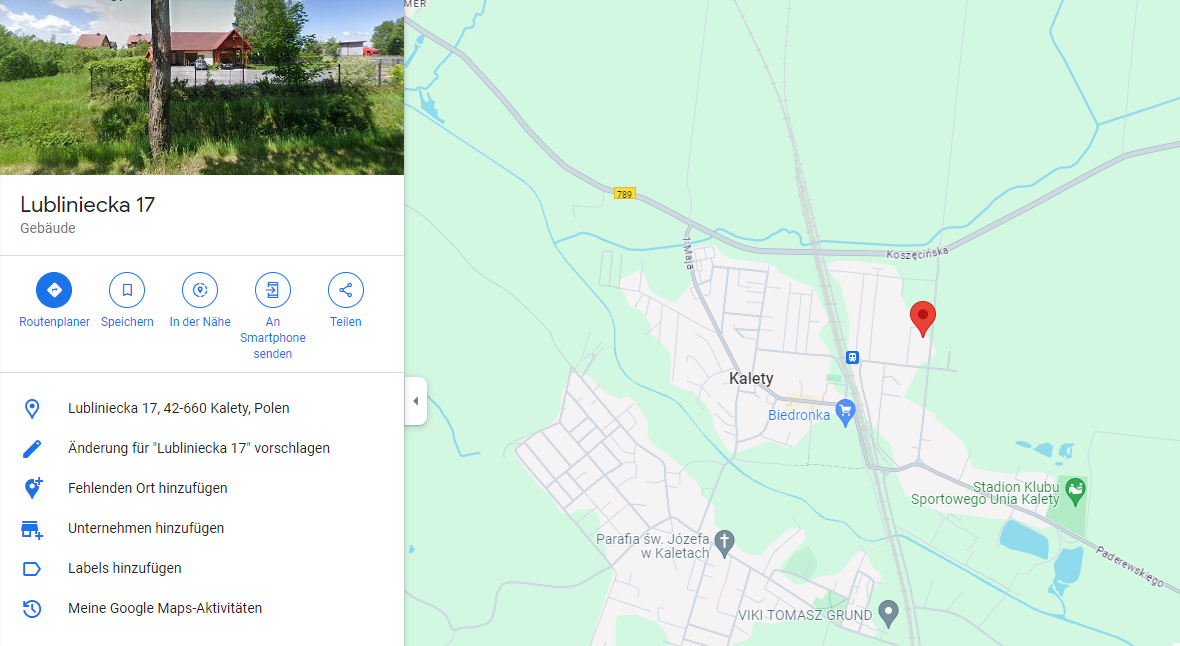 Lubliniecka 17
Gebäude
Routenplaner
Speichern
In der Nähe
An
Smartphone
senden
Teilen
Lubliniecka 17, 42-660 Kalety, Polen
Änderung für "Lubliniecka 17" vorschlagen
Fehlenden Ort hinzufügen
Unternehmen hinzufügen
Labels hinzufügen
Meine Google Maps-Aktivitäten
MER
789
1 Maja
Koszęcińska
Kalety
Biedronka
Stadion Klubu
Sportowego Unia Kalety
Parafia św. Józefa
w Kaletach
Paderewskiego
VIKI TOMASZ GRUND